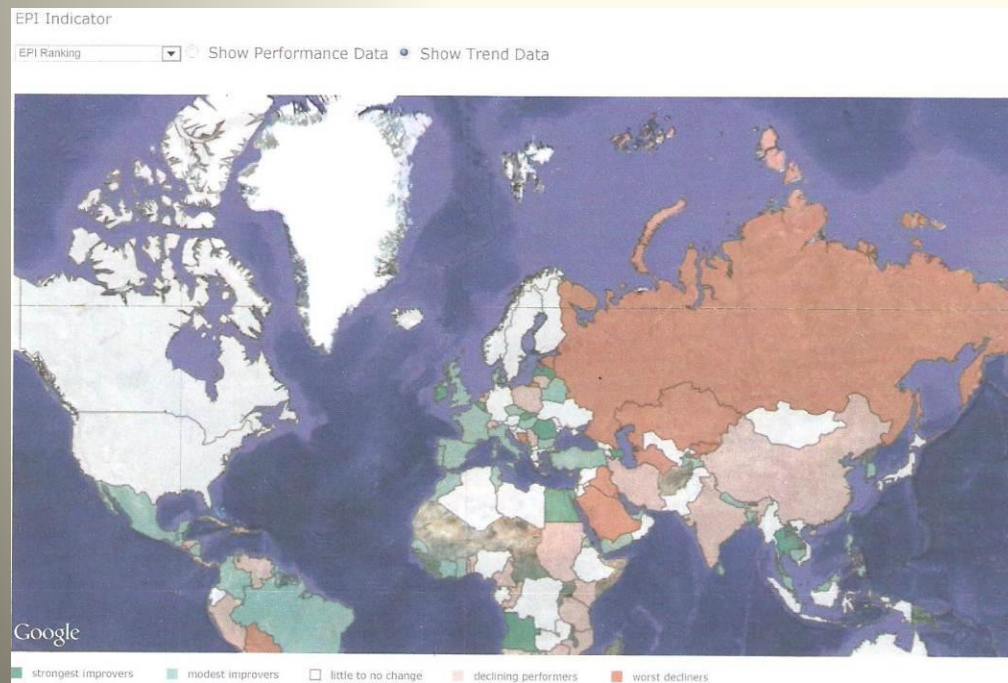 EPI Indicator
EPI Ranking Show Performance Data Show Trend Data
Google
strongest improvers modest improvers little to no change declining performers worst decliners